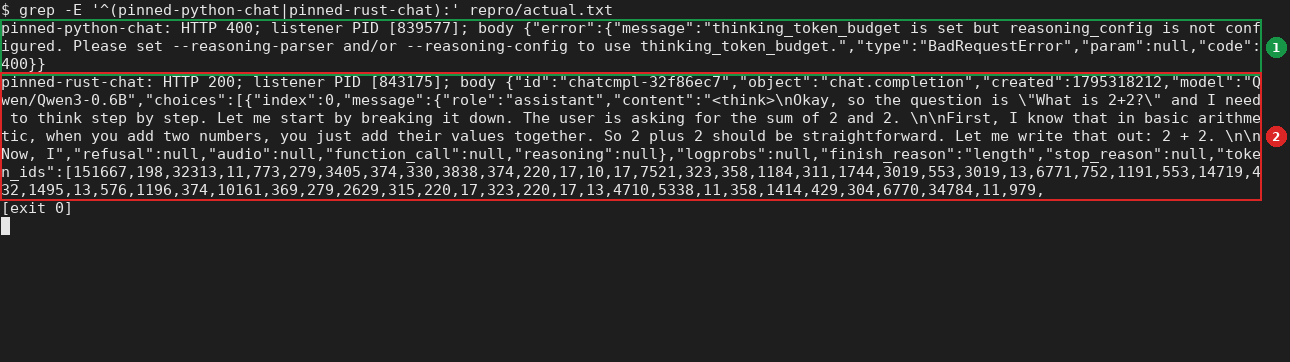 $ grep -E '^(pinned-python-chat|pinned-rust-chat):' repro/actual.txt
pinned-python-chat: HTTP 400; listener PID [839577]; body {"error":{"message":"thinking_token_budget is set but reasoning_config is not conf
igured. Please set --reasoning-parser and/or --reasoning-config to use thinking_token_budget.","type":"BadRequestError","param":null,"code":
400}}
1
pinned-rust-chat: HTTP 200; listener PID [843175]; body {"id":"chatcmpl-32f86ec7","object":"chat.completion","created":1795318212,"model":"Q
wen/Qwen3-0.6B","choices":[{"index":0,"message":{"role":"assistant","content":"<think>\nOkay, so the question is \"What is 2+2?\" and I need
 to think step by step. Let me start by breaking it down. The user is asking for the sum of 2 and 2. \n\nFirst, I know that in basic arithme
tic, when you add two numbers, you just add their values together. So 2 plus 2 should be straightforward. Let me write that out: 2 + 2. \n\n
Now, I","refusal":null,"audio":null,"function_call":null,"reasoning":null},"logprobs":null,"finish_reason":"length","stop_reason":null,"toke
n_ids":[151667,198,32313,11,773,279,3405,374,330,3838,374,220,17,10,17,7521,323,358,1184,311,1744,3019,553,3019,13,6771,752,1191,553,14719,4
32,1495,13,576,1196,374,10161,369,279,2629,315,220,17,323,220,17,13,4710,5338,11,358,1414,429,304,6770,34784,11,979,
2
[exit 0]